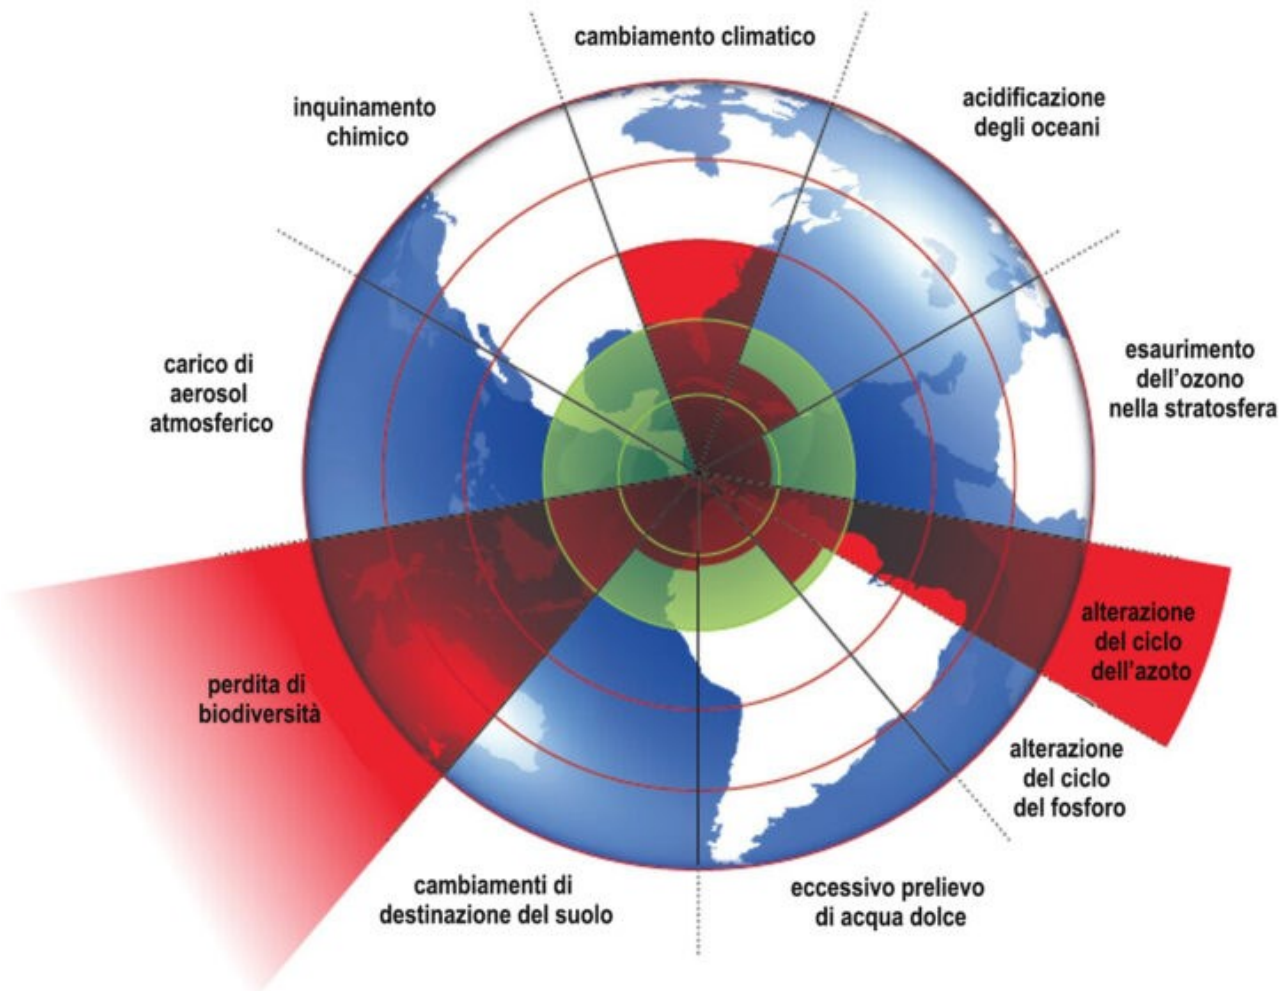 cambiamento climatico
acidificazione
degli oceani
esaurimento
dell'ozono
nella stratosfera
alterazione
del ciclo
dell'azoto
alterazione
del ciclo
del fosforo
eccessivo prelievo
di acqua dolce
cambiamenti di
destinazione del suolo
perdita di
biodiversità
carico di
aerosol
atmosferico
inquinamento
chimico